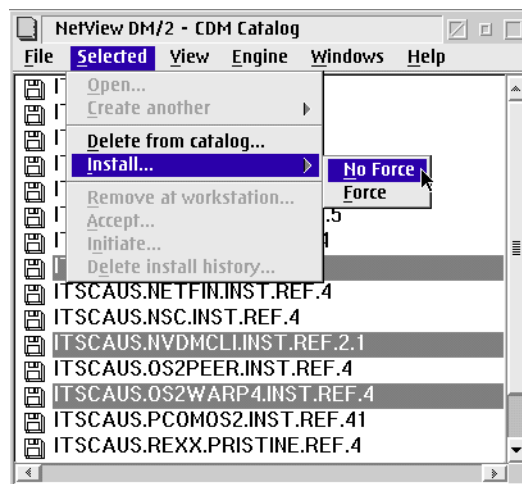 NetView DM/2 - CDM Catalog
File Selected View Engine Windows Help
Open...
Create another
Delete from catalog...
Install...
No Force
Force
Remove at workstation...
Accept...
Initiate...
Delete install history...
.5
ITSCAUS.NETFIN.INST.REF.4
ITSCAUS.NSC.INST.REF.4
ITSCAUS.NVDMCLI.INST.REF.2.1
ITSCAUS.OS2PEER.INST.REF.4
ITSCAUS.OS2WARP4.INST.REF.4
ITSCAUS.PCOMOS2.INST.REF.41
ITSCAUS.REXX.PRISTINE.REF.4